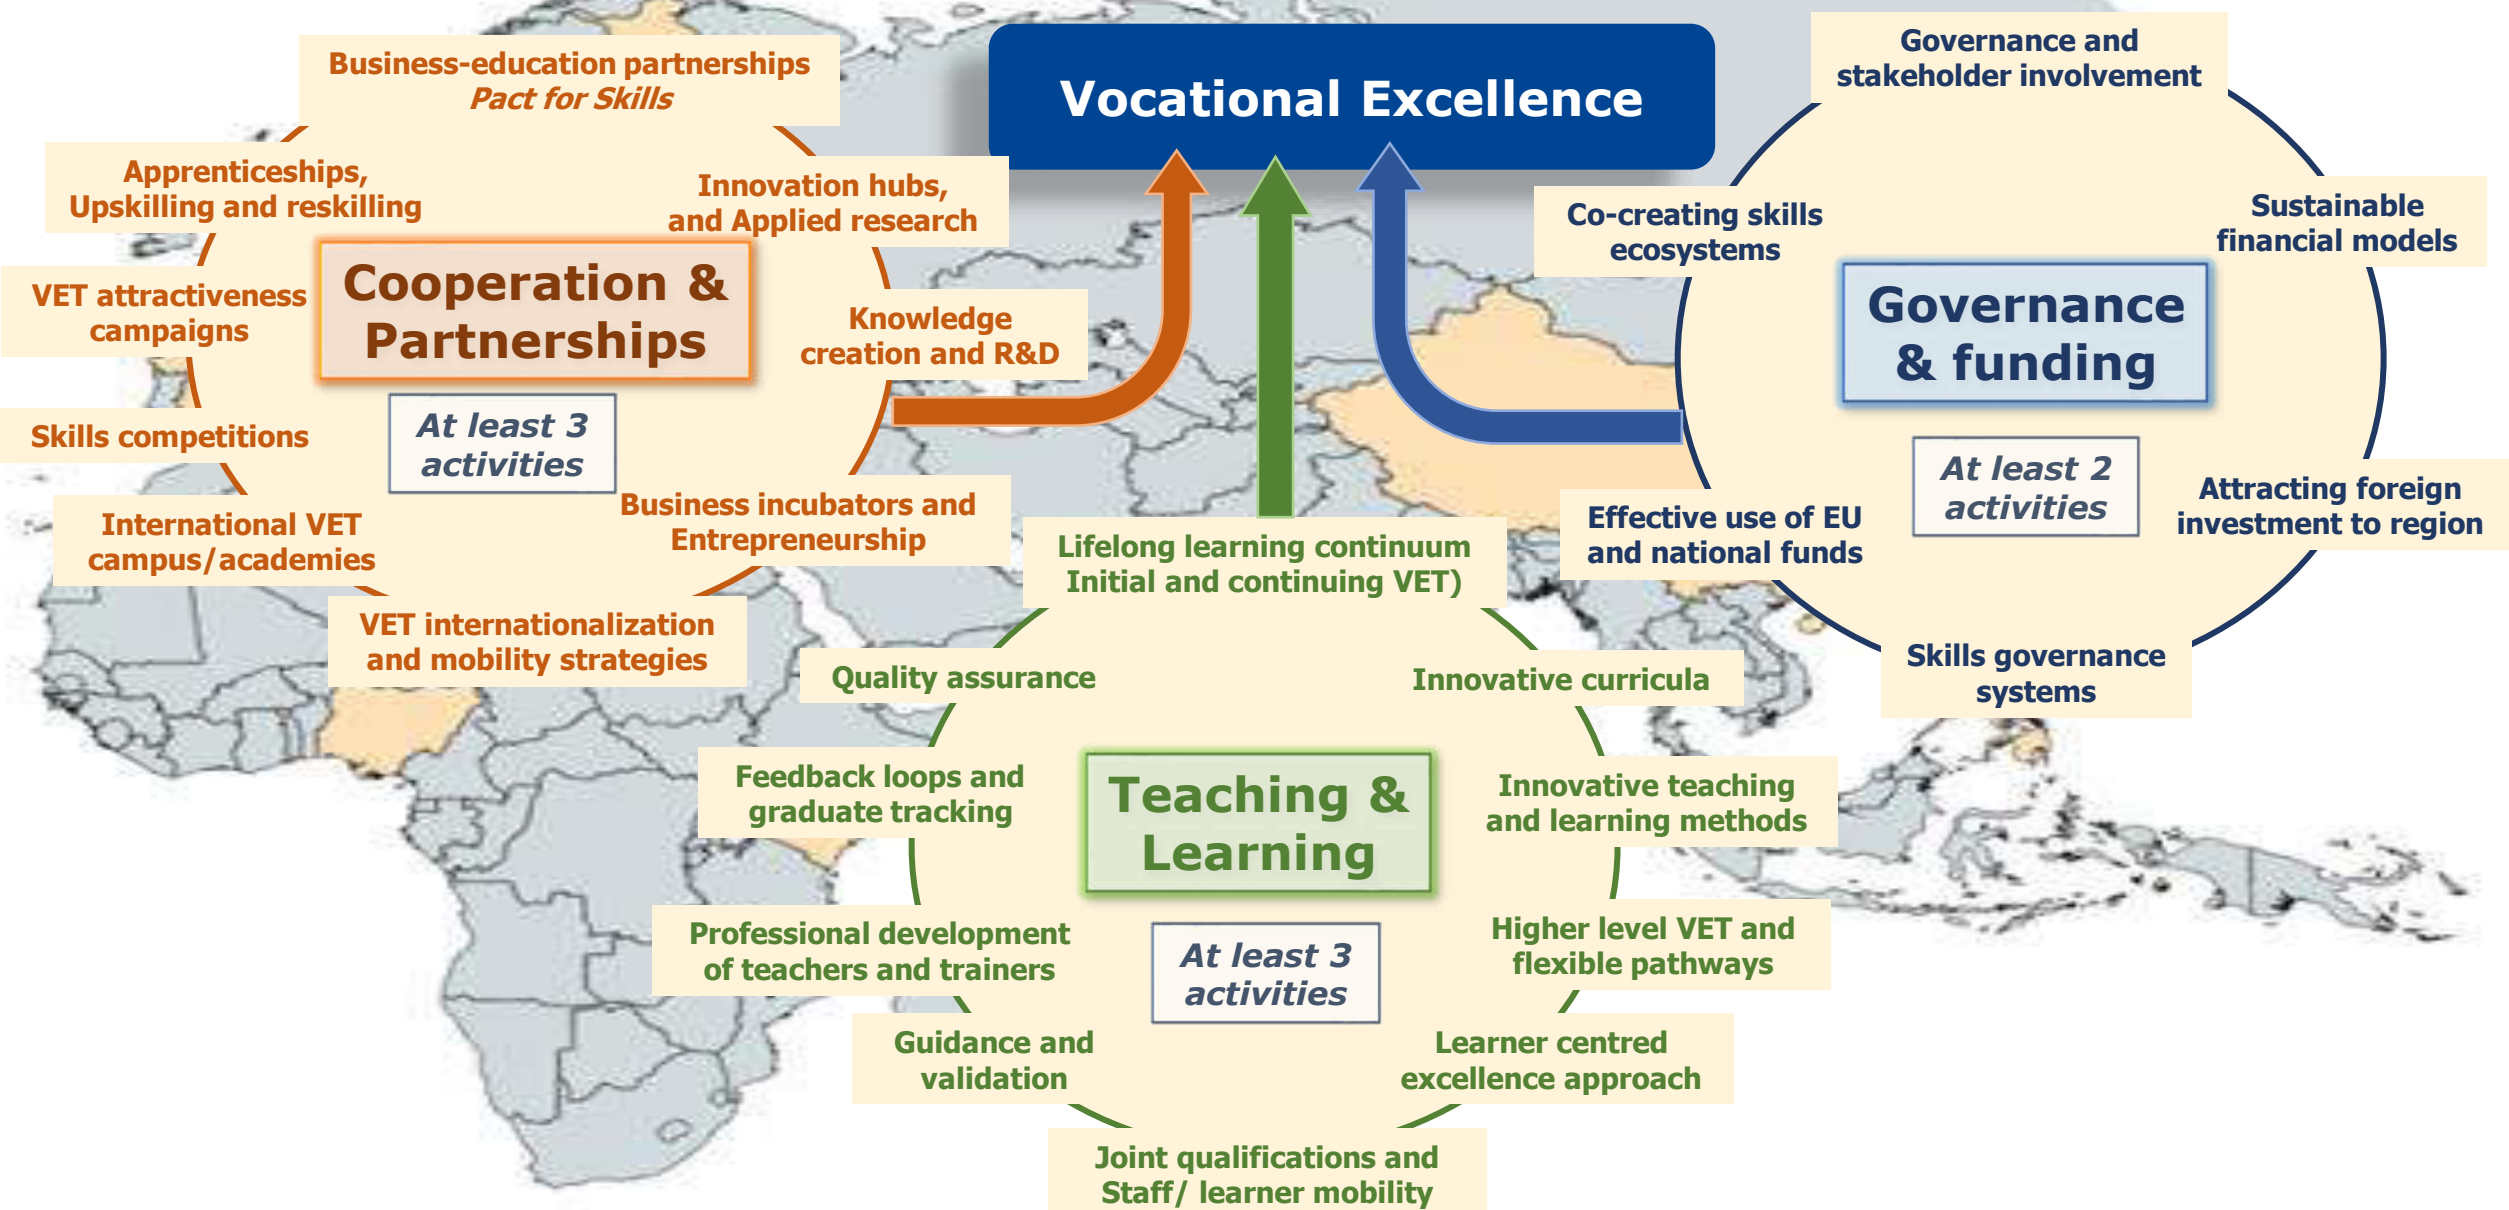 Vocational Excellence
Business-education partnerships
Pact for Skills
Apprenticeships,
Upskilling and reskilling
Innovation hubs,
and Applied research
VET attractiveness
campaigns
Cooperation &
Partnerships
Knowledge
creation and R&D
At least 3
activities
Skills competitions
International VET
campus/academies
Business incubators and
Entrepreneurship
VET internationalization
and mobility strategies
Governance and
stakeholder involvement
Co-creating skills
ecosystems
Sustainable
financial models
Governance
& funding
At least 2
activities
Effective use of EU
and national funds
Attracting foreign
investment to region
Skills governance
systems
Lifelong learning continuum
Initial and continuing VET)
Quality assurance
Innovative curricula
Feedback loops and
graduate tracking
Teaching &
Learning
Innovative teaching
and learning methods
Professional development
of teachers and trainers
At least 3
activities
Higher level VET and
flexible pathways
Guidance and
validation
Learner centred
excellence approach
Joint qualifications and
Staff/ learner mobility